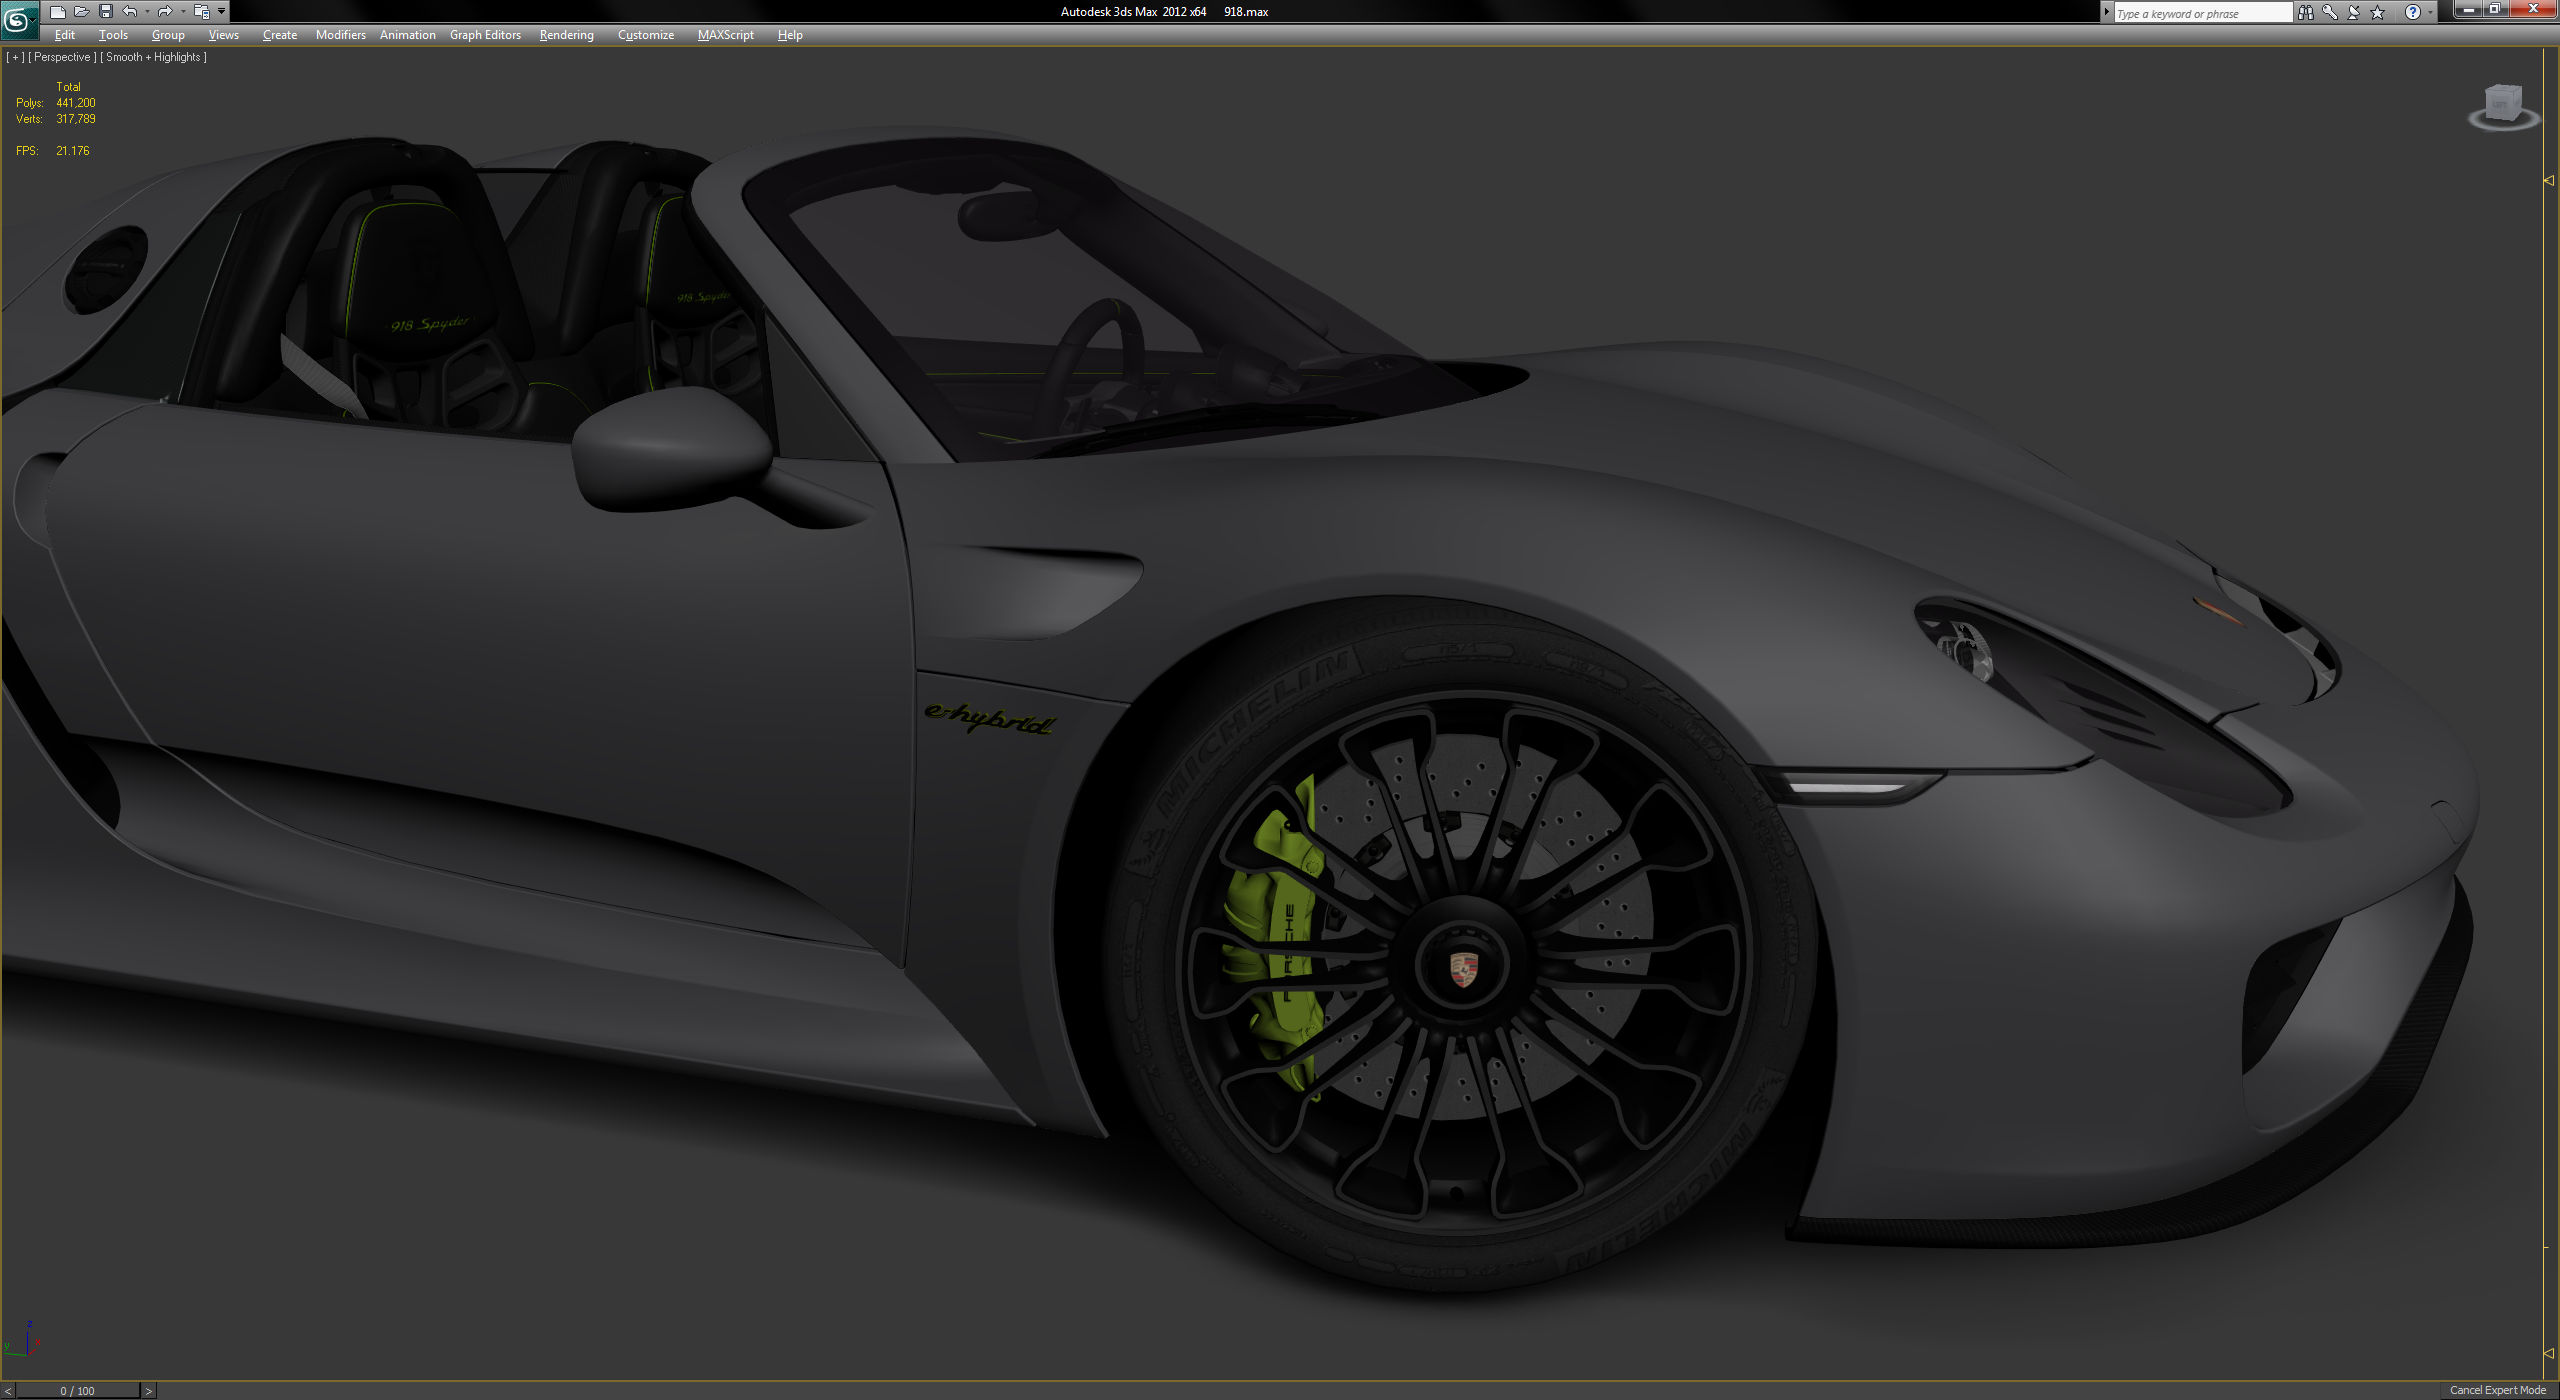 Autodesk 3ds Max 2012 x64 918.max
Type a keyword or phrase
Edit Tools Group Views Create Modifiers Animation Graph Editors Rendering Customize MAXScript Help
[ + ] [ Perspective ] [ Smooth + Highlights ]
Total
Polys: 441,200
Verts: 317,789
FPS: 21.176
918 Spyder
918 Spyder
e-hybrid
MICHELIN
PORSCHE
MICHELIN
z
y
x
< 0 / 100 >
Cancel Expert Mode